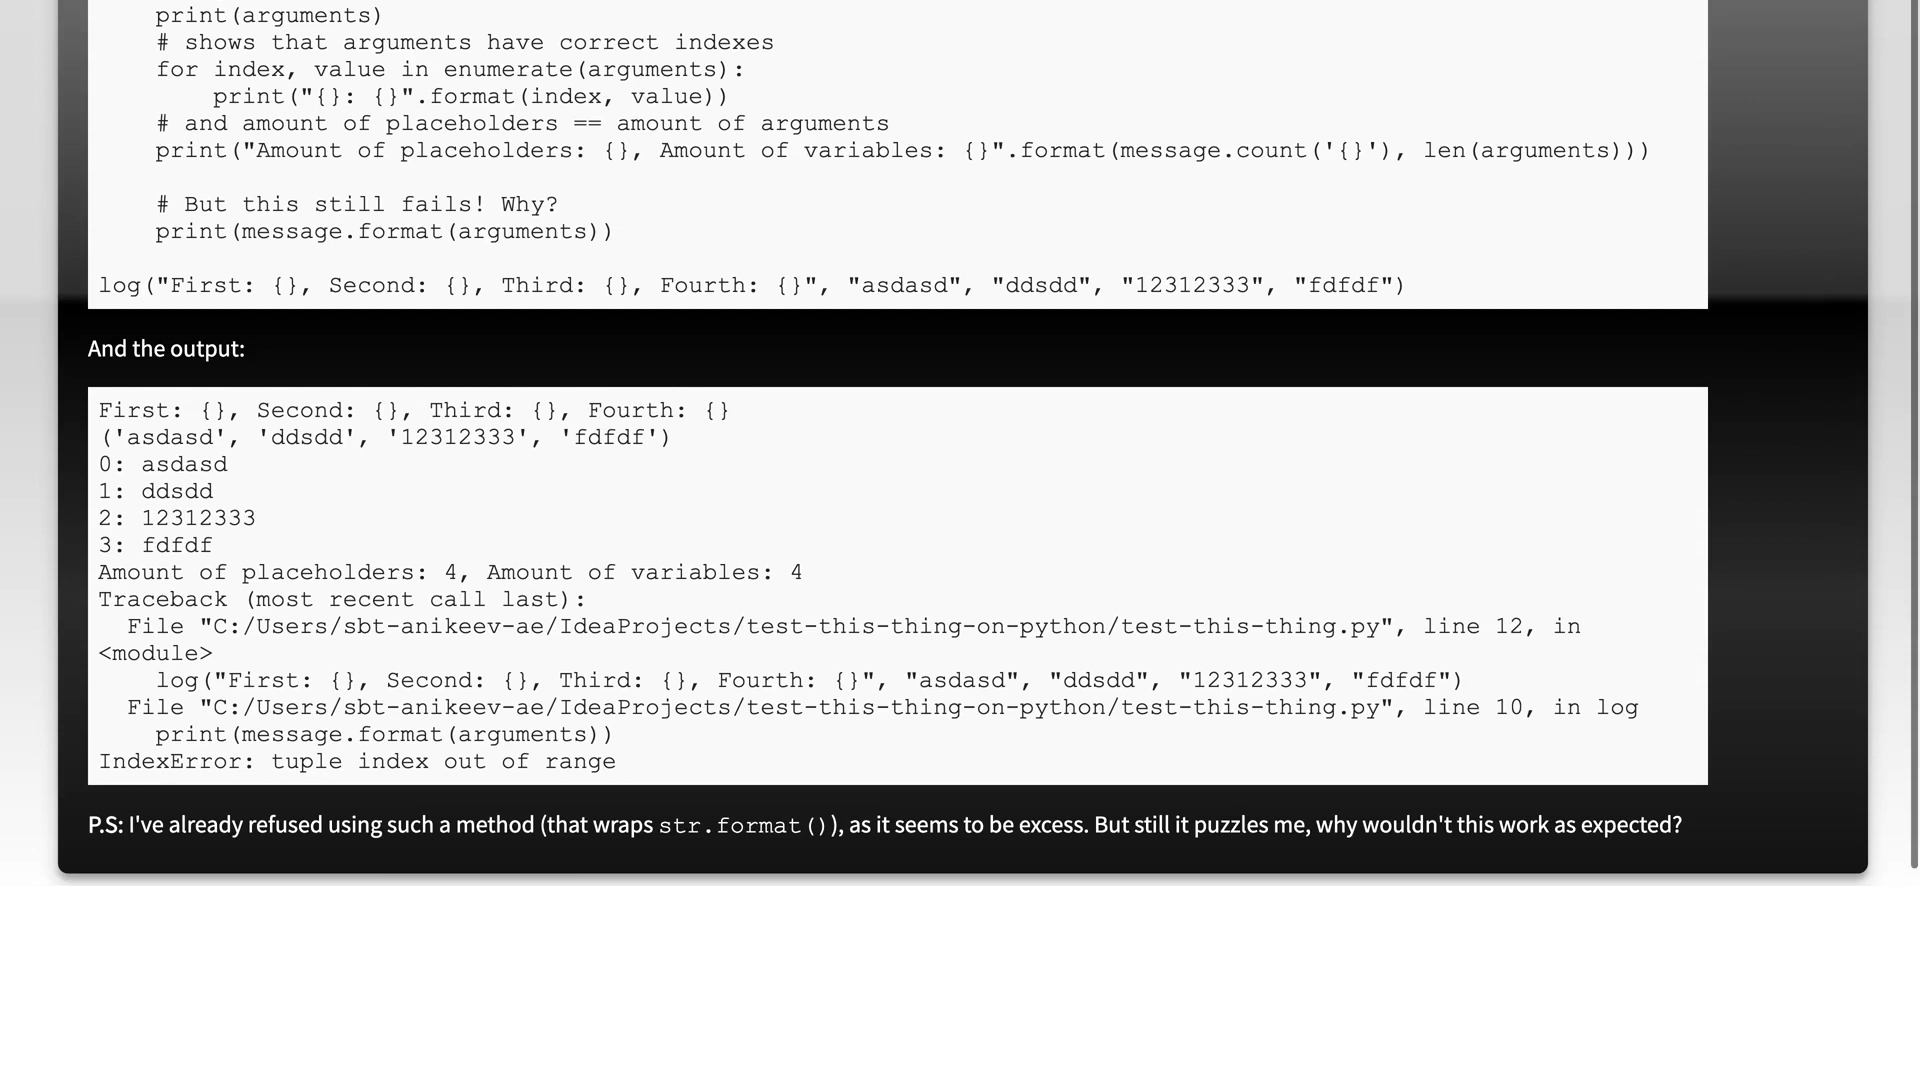 print(arguments)
    # shows that arguments have correct indexes
    for index, value in enumerate(arguments):
        print("{}: {}".format(index, value))
    # and amount of placeholders == amount of arguments
    print("Amount of placeholders: {}, Amount of variables: {}".format(message.count('{}'), len(arguments)))

    # But this still fails! Why?
    print(message.format(arguments))

log("First: {}, Second: {}, Third: {}, Fourth: {}", "asdasd", "ddsdd", "12312333", "fdfdf")

And the output:

First: {}, Second: {}, Third: {}, Fourth: {}
('asdasd', 'ddsdd', '12312333', 'fdfdf')
0: asdasd
1: ddsdd
2: 12312333
3: fdfdf
Amount of placeholders: 4, Amount of variables: 4
Traceback (most recent call last):
  File "C:/Users/sbt-anikeev-ae/IdeaProjects/test-this-thing-on-python/test-this-thing.py", line 12, in
<module>
    log("First: {}, Second: {}, Third: {}, Fourth: {}", "asdasd", "ddsdd", "12312333", "fdfdf")
  File "C:/Users/sbt-anikeev-ae/IdeaProjects/test-this-thing-on-python/test-this-thing.py", line 10, in log
    print(message.format(arguments))
IndexError: tuple index out of range

P.S: I've already refused using such a method (that wraps str.format()), as it seems to be excess. But still it puzzles me, why wouldn't this work as expected?